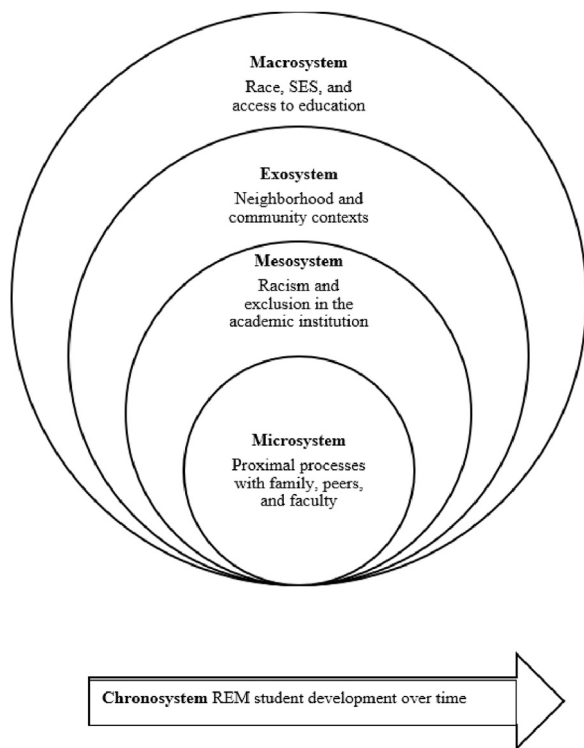 Macrosystem
Race, SES, and
access to education
Exosystem
Neighborhood and
community contexts
Mesosystem
Racism and
exclusion in the
academic institution
Microsystem
Proximal processes
with family, peers,
and faculty
Chronosystem REM student development over time